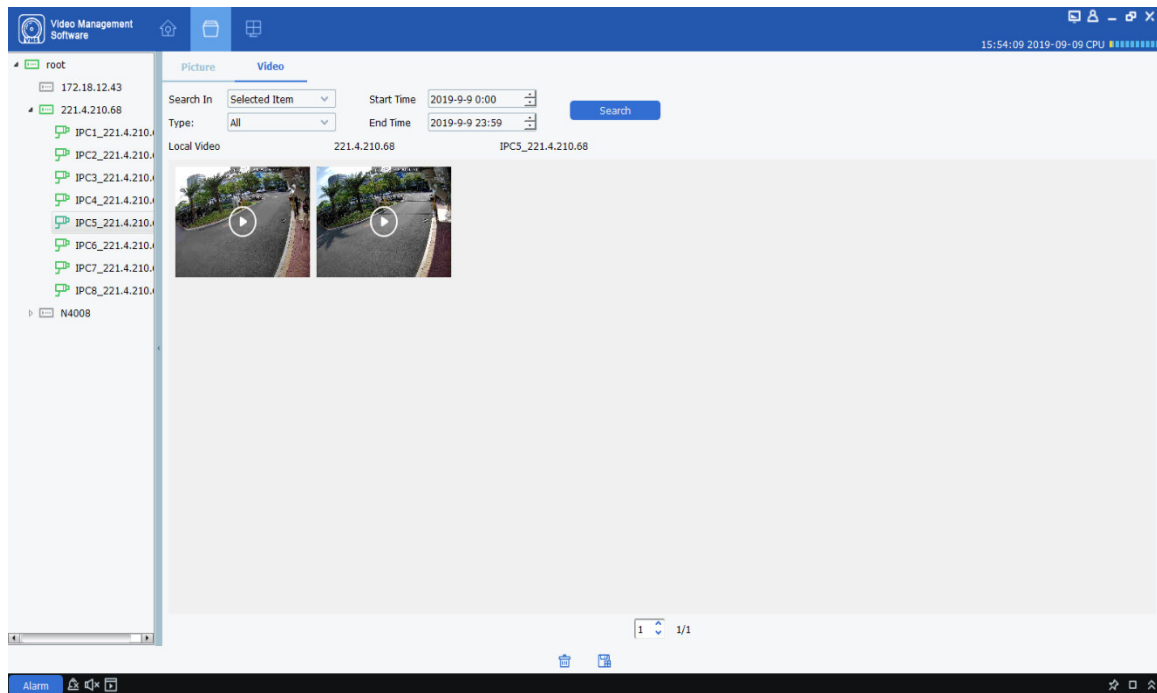 Video Management
Software
15:54:09 2019-09-09 CPU
root
172.18.12.43
221.4.210.68
IPC1_221.4.210.
IPC2_221.4.210.
IPC3_221.4.210.
IPC4_221.4.210.
IPC5_221.4.210.
IPC6_221.4.210.
IPC7_221.4.210.
IPC8_221.4.210.
N4008
Picture Video
Search In Selected Item Start Time 2019-9-9 0:00 Search
Type: All End Time 2019-9-9 23:59
Local Video 221.4.210.68 IPC5_221.4.210.68
1 1/1
Alarm